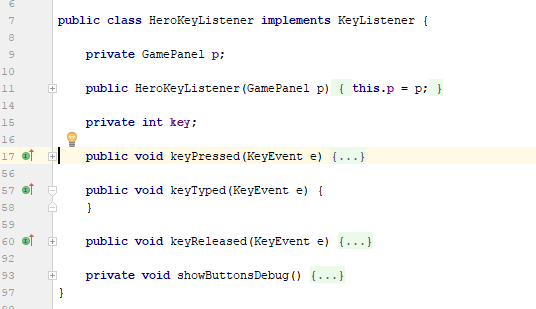 6
7 public class HeroKeyListener implements KeyListener {
8
9 private GamePanel p;
10
11 public HeroKeyListener(GamePanel p) { this.p = p; }
14
15 private int key;
16
17 public void keyPressed(KeyEvent e) {...}
56
57 public void keyTyped(KeyEvent e) {
58 }
59
60 public void keyReleased(KeyEvent e) {...}
92
93 private void showButtonsDebug() {...}
97 }
98